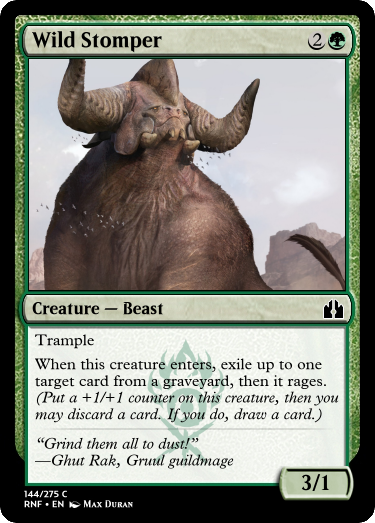 Wild Stomper 2
Creature — Beast
Trample
When this creature enters, exile up to one
target card from a graveyard, then it rages.
(Put a +1/+1 counter on this creature, then you
may discard a card. If you do, draw a card.)
“Grind them all to dust!”
—Ghut Rak, Gruul guildmage
3/1
144/275 C
RNF • EN Max Duran